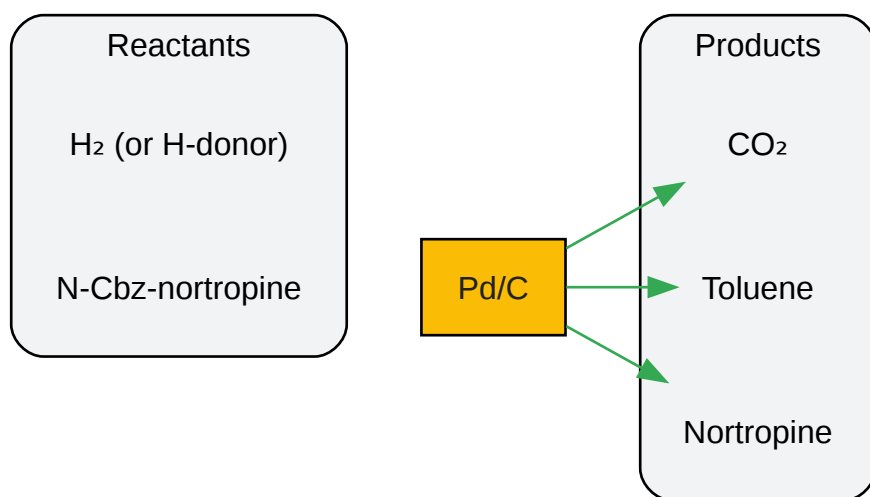 Reactants
H₂ (or H-donor)
N-Cbz-nortropine
Pd/C
Products
CO₂
Toluene
Nortropine